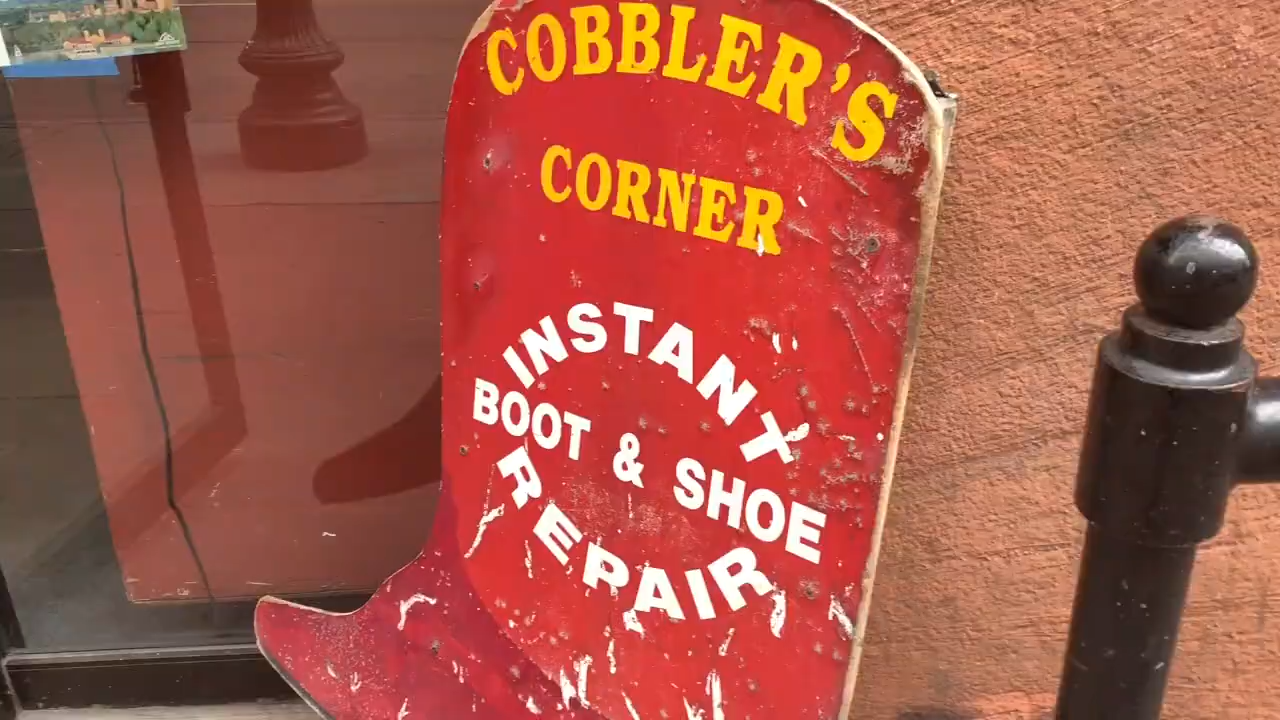 COBBLER'S
CORNER
INSTANT
BOOT & SHOE
REPAIR